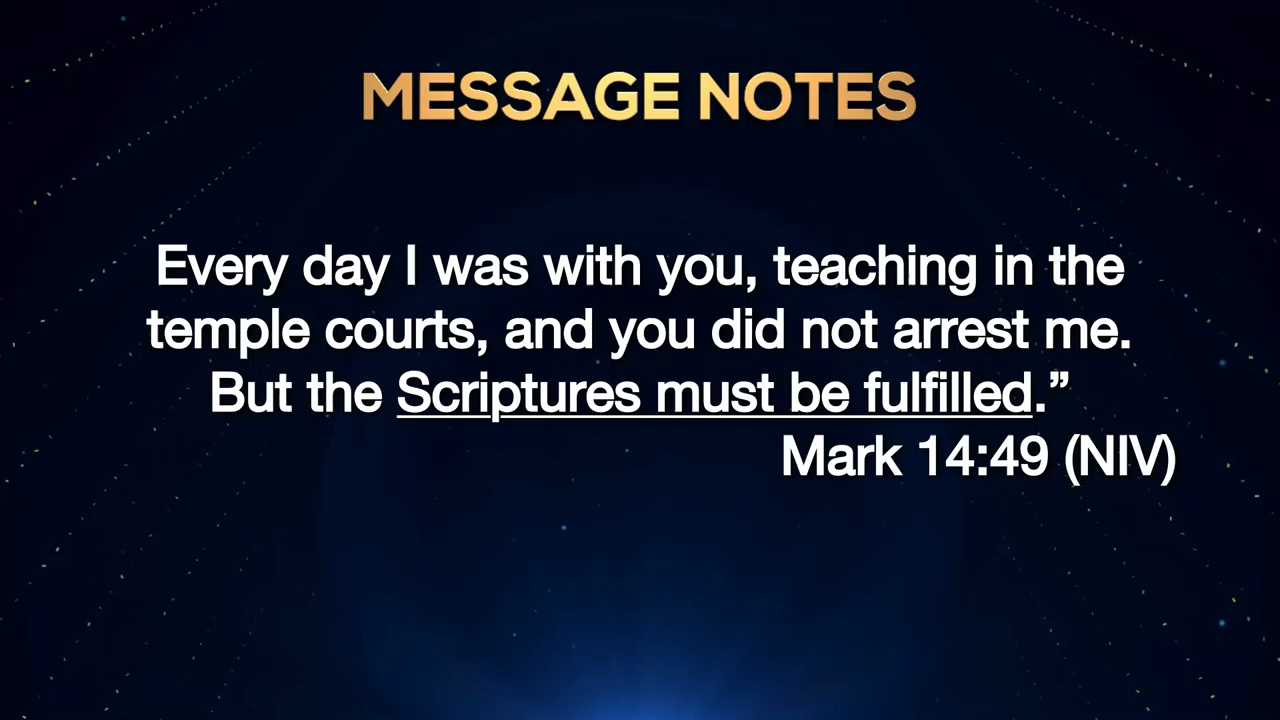 MESSAGE NOTES
Every day I was with you, teaching in the
temple courts, and you did not arrest me.
But the Scriptures must be fulfilled.”
Mark 14:49 (NIV)